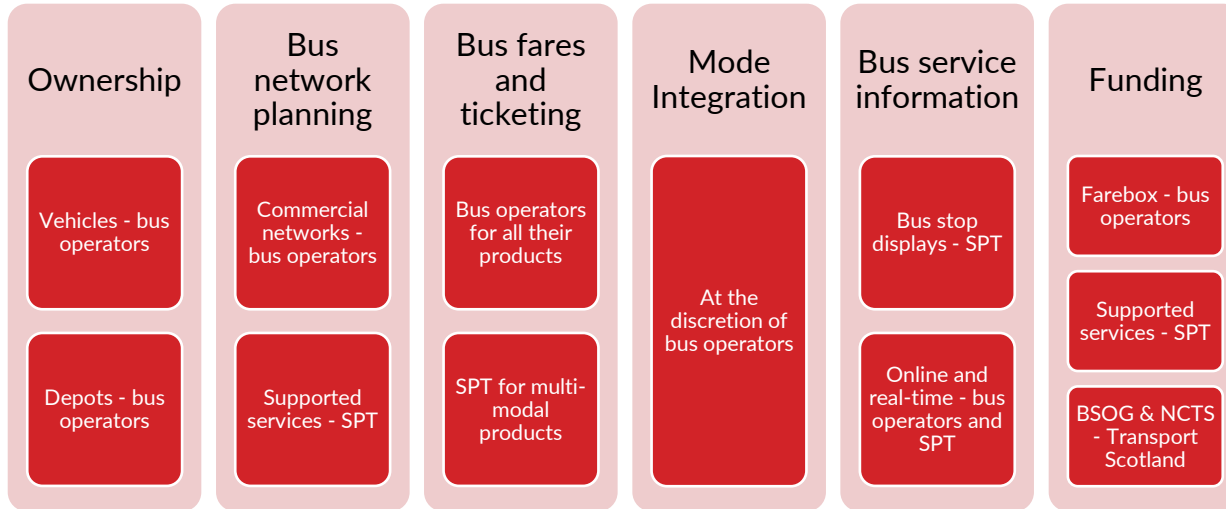 Ownership
Vehicles - bus
operators
Depots - bus
operators
Bus
network
planning
Commercial
networks -
bus operators
Supported
services - SPT
Bus fares
and
ticketing
Bus operators
for all their
products
SPT for multi-
modal
products
Mode
Integration
At the
discretion of
bus operators
Bus service
information
Bus stop
displays - SPT
Online and
real-time - bus
operators and
SPT
Funding
Farebox - bus
operators
Supported
services - SPT
BSOG & NCTS
- Transport
Scotland